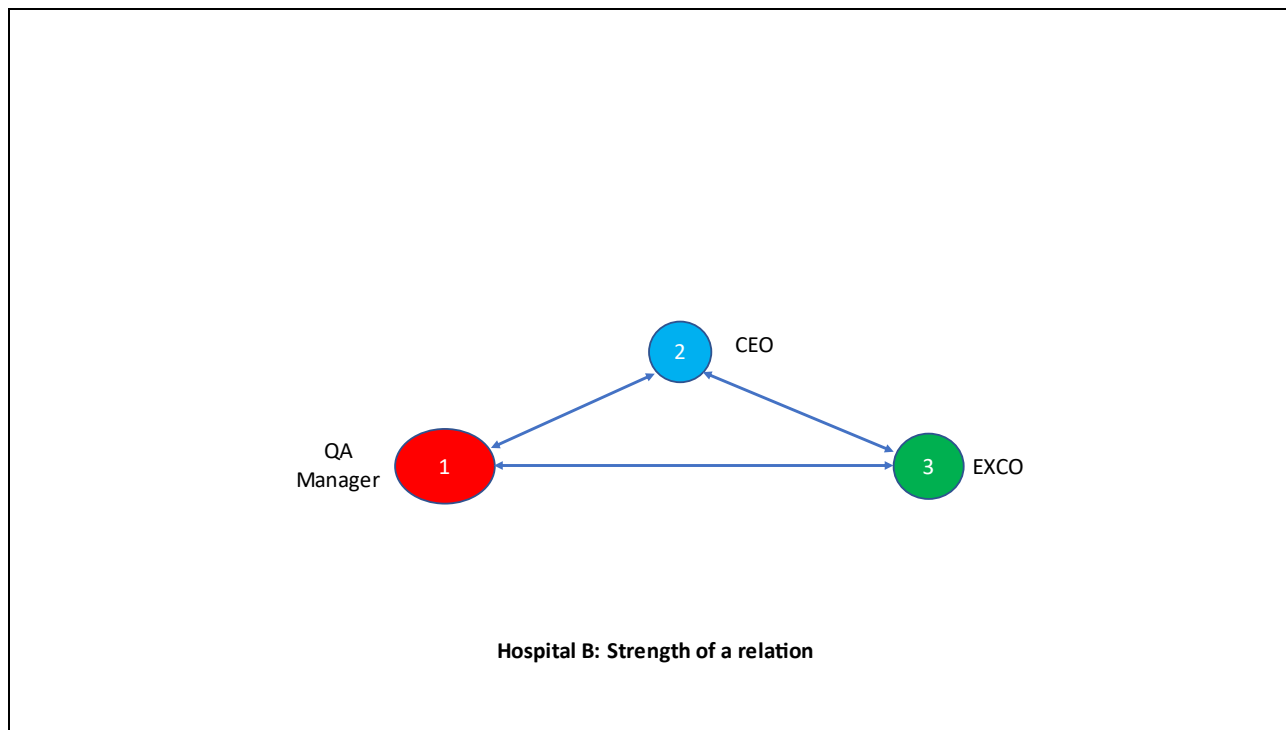 2
CEO
QA
Manager
1
3
EXCO
Hospital B: Strength of a relation